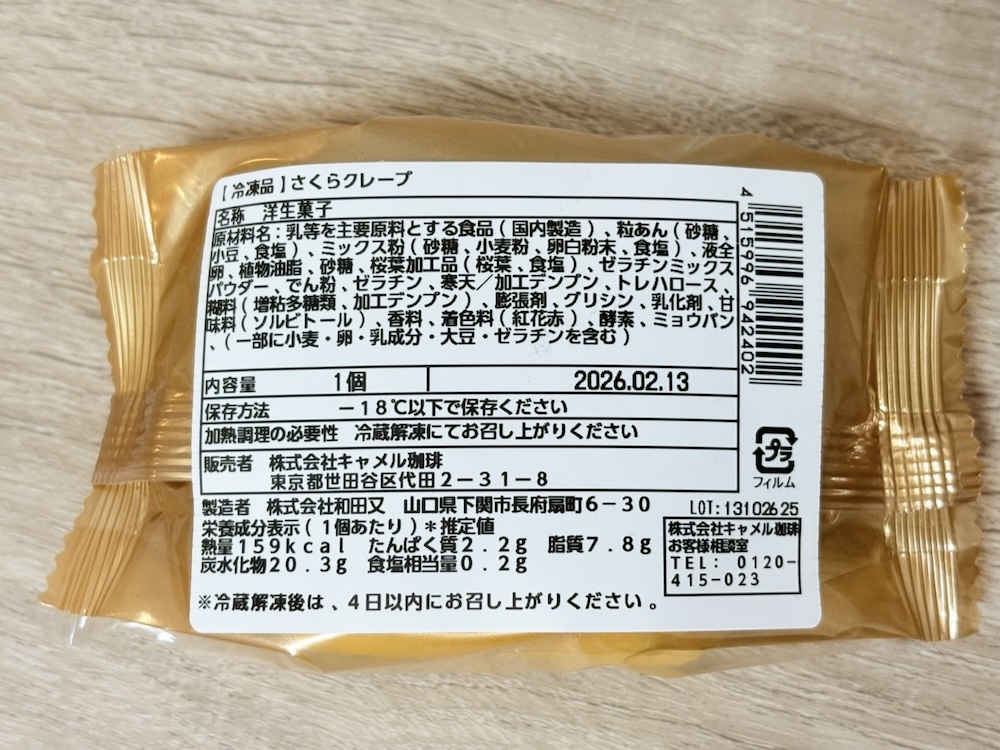 【冷凍品】さくらクレープ
名称 洋生菓子
原材料名：乳等を主要原料とする食品（国内製造）、粒あん（砂糖、
小豆、食塩）、ミックス粉（砂糖、小麦粉、卵白粉末、食塩）、液全
卵、植物油脂、砂糖、桜葉加工品（桜葉、食塩）、ゼラチンミックス
パウダー、でん粉、ゼラチン、寒天／加工デンプン、トレハロース、
糊料（増粘多糖類、加工デンプン）、膨張剤、グリシン、乳化剤、甘
味料（ソルビトール）、香料、着色料（紅花赤）、酵素、ミョウバン
、（一部に小麦・卵・乳成分・大豆・ゼラチンを含む）
内容量 1個 2026.02.13
保存方法 －18℃以下で保存ください
加熱調理の必要性 冷蔵解凍にてお召し上がりください
販売者 株式会社キャメル珈琲
東京都世田谷区代田2－31－8
製造者 株式会社和田又 山口県下関市長府扇町6－30
栄養成分表示（1個あたり）＊推定値
熱量159kcal たんぱく質2.2g 脂質7.8g
炭水化物20.3g 食塩相当量0.2g
※冷蔵解凍後は、4日以内にお召し上がりください。
4 515996 942402
プラ
フィルム
LOT:13102625
株式会社キャメル珈琲
お客様相談室
TEL: 0120-
415-023